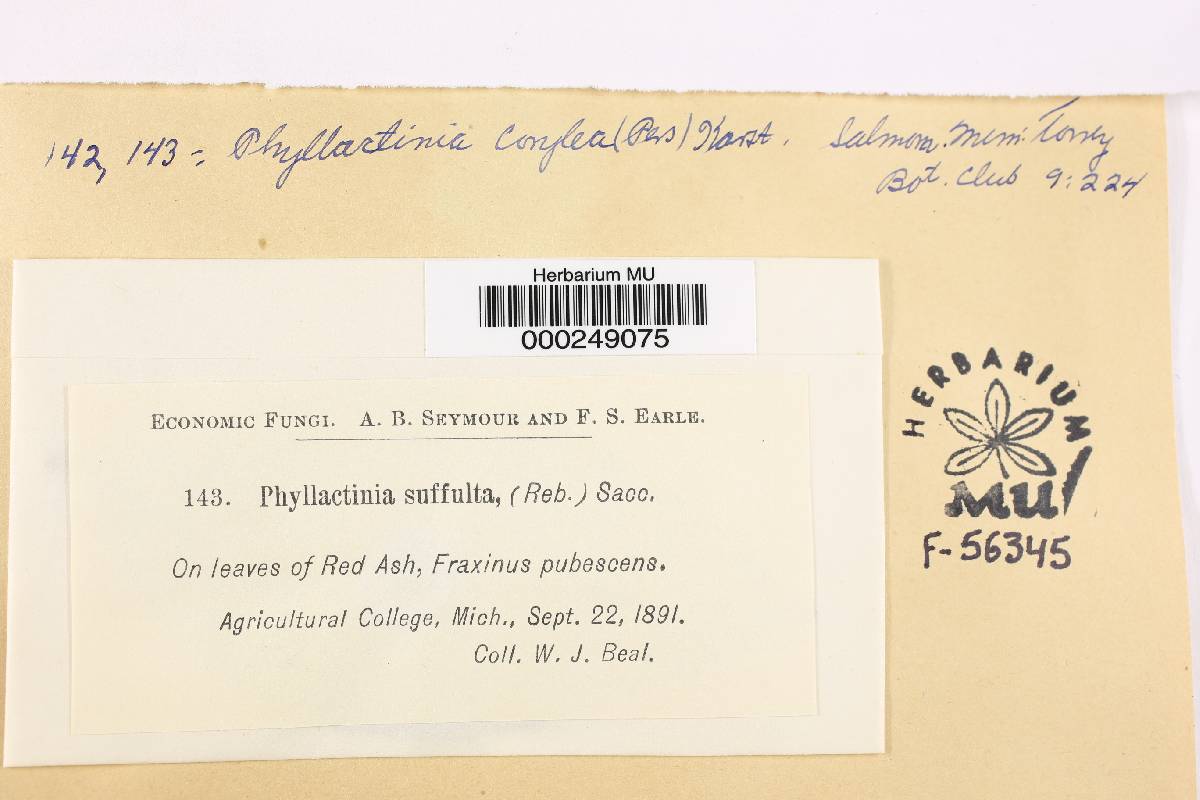 142, 143 -, Phyllactinia Corylea (Pers) Karst. Salmon. Mem. Torrey
Bot. Club 9:224
Herbarium MU
000249075
ECONOMIC FUNGI. A. B. SEYMOUR AND F. S. EARLE.
143. Phyllactinia suffulta, (Reb.) Sacc.
On leaves of Red Ash, Fraxinus pubescens.
Agricultural College, Mich., Sept. 22, 1891.
Coll. W. J. Beal.
HERBARIUM
MU
F-56345